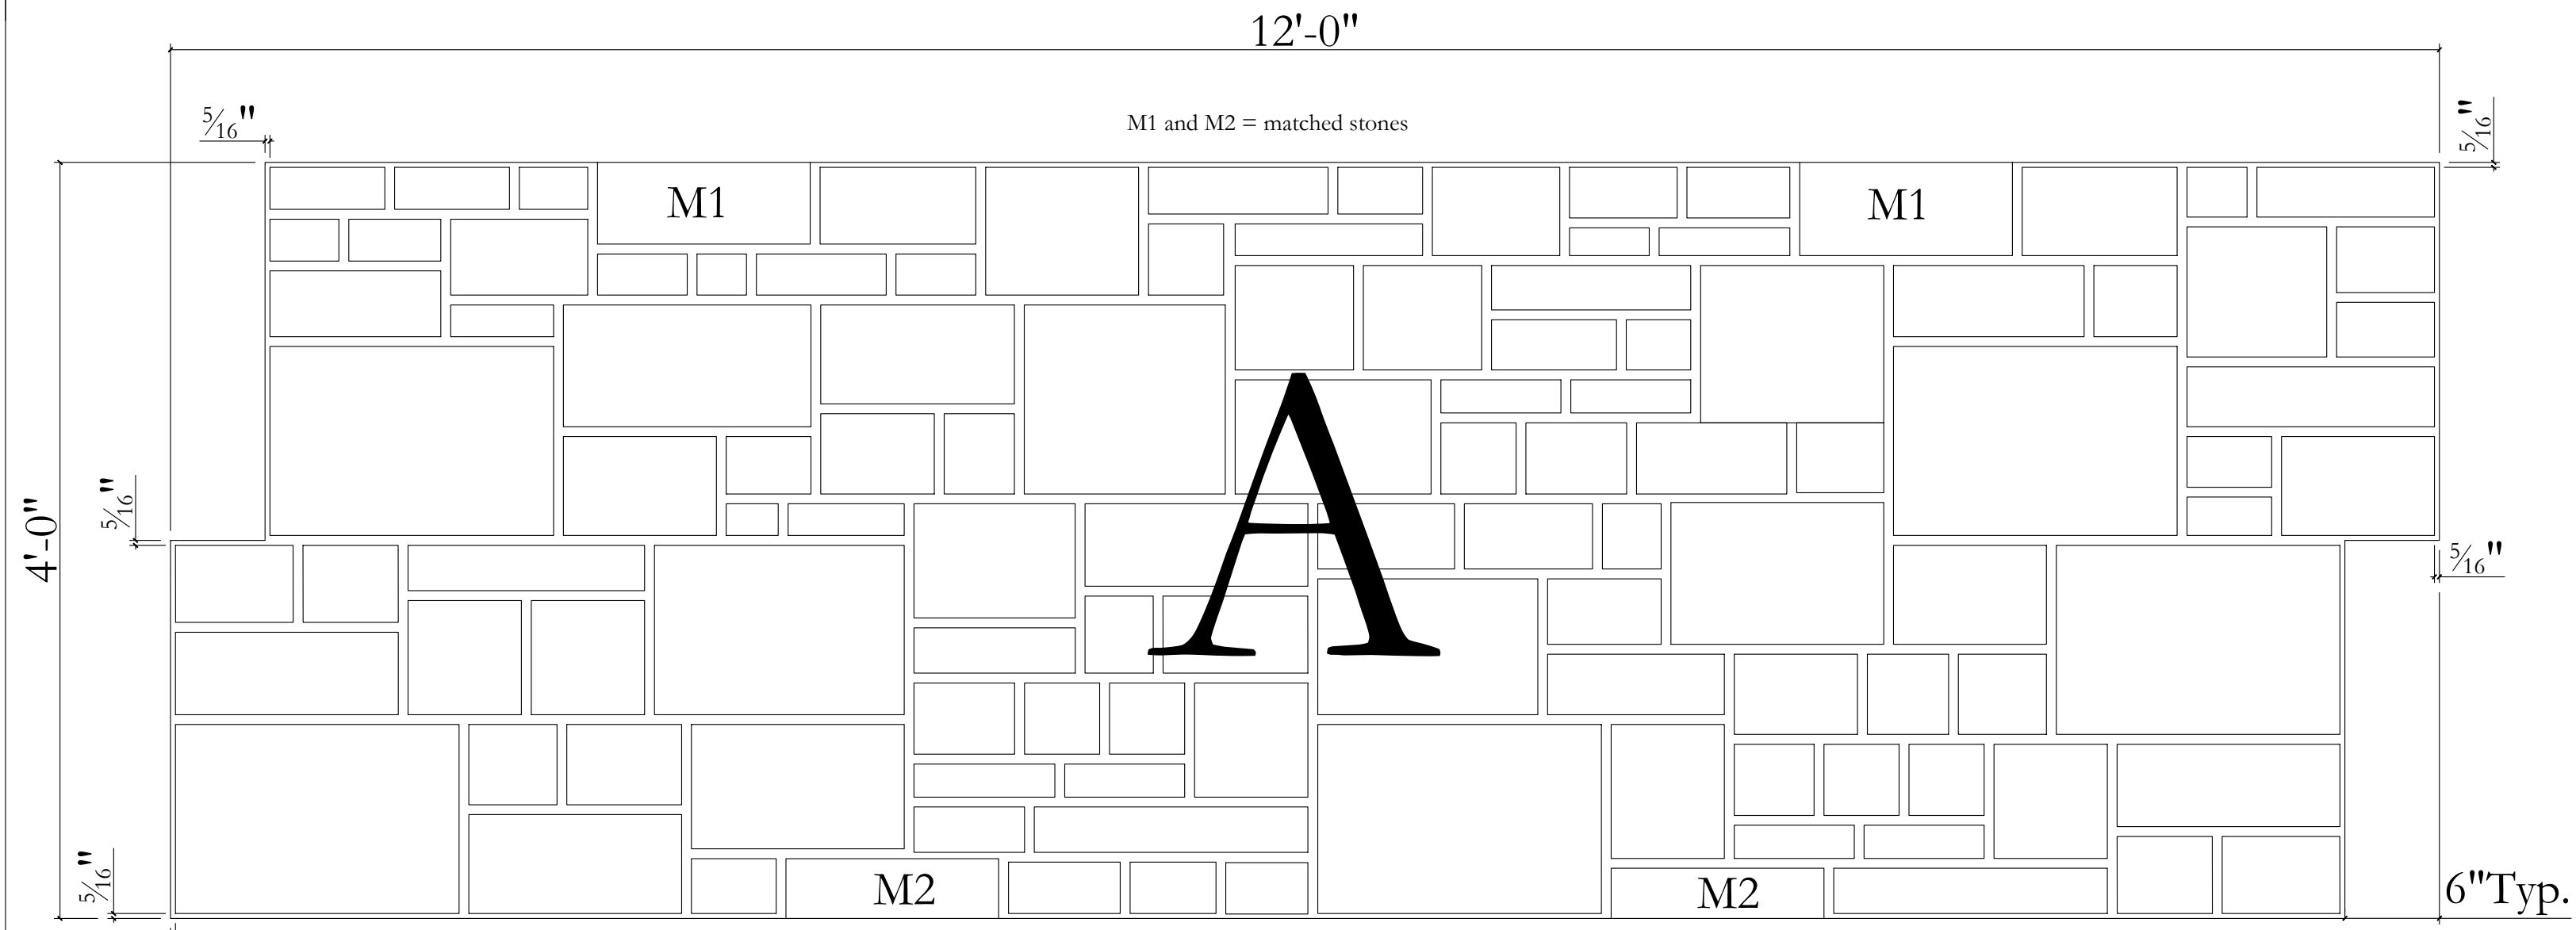 12'-0"
5/16"
M1 and M2 = matched stones
5/16"
M1
M1
A
5/16"
4'-0"
5/16"
5/16"
M2
M2
6"Typ.